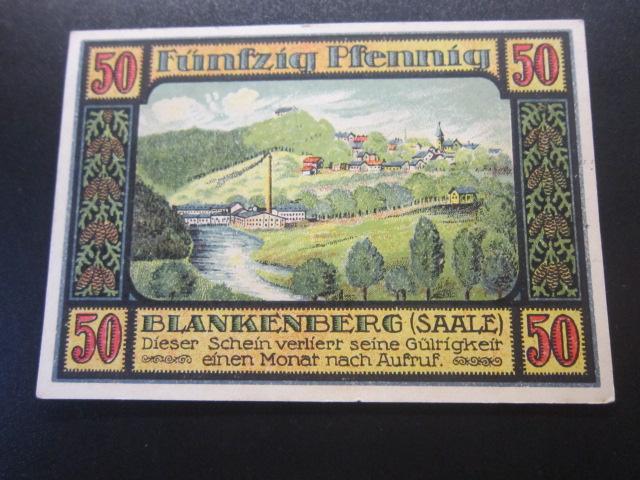 50 Fünfzig Pfennig 50
50 BLANKENBERG (SAALE) 50
Dieser Schein verliert seine Gültigkeit
einen Monat nach Aufruf.